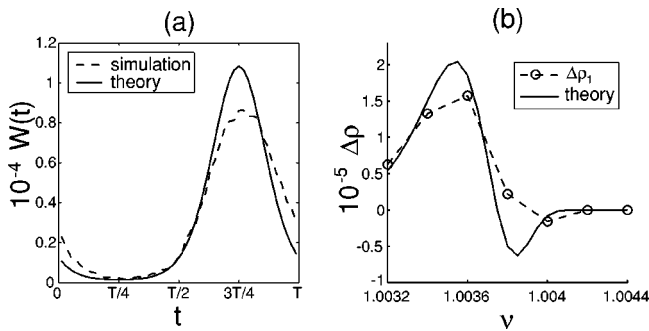 (a)
1.2
1
0.8
0.6
0.4
0.2
0
10⁻⁴ W(t)
simulation
theory
0 T/4 T/2 3T/4 T
t
(b)
2
1.5
1
0.5
0
-0.5
-1
10⁻⁵ Δρ
Δρ₁
theory
1.0032 1.0036 1.004 1.0044
ν